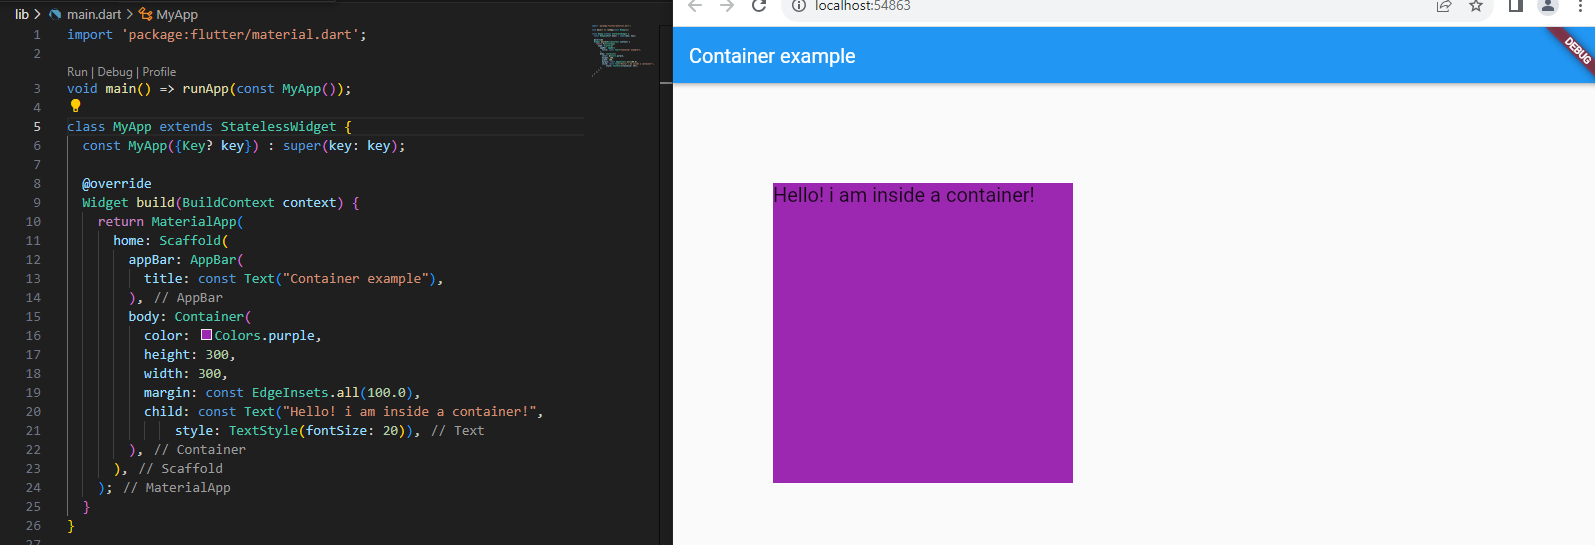 lib > main.dart > MyApp
1 import 'package:flutter/material.dart';
2
Run | Debug | Profile
3 void main() => runApp(const MyApp());
4
5 class MyApp extends StatelessWidget {
6 const MyApp({Key? key}) : super(key: key);
7
8 @override
9 Widget build(BuildContext context) {
10 return MaterialApp(
11 home: Scaffold(
12 appBar: AppBar(
13 title: const Text("Container example"),
14 ), // AppBar
15 body: Container(
16 color: Colors.purple,
17 height: 300,
18 width: 300,
19 margin: const EdgeInsets.all(100.0),
20 child: const Text("Hello! i am inside a container!",
21 style: TextStyle(fontSize: 20)), // Text
22 ), // Container
23 ), // Scaffold
24 ); // MaterialApp
25 }
26 }
27
localhost:54863
Container example
DEBUG
Hello! i am inside a container!